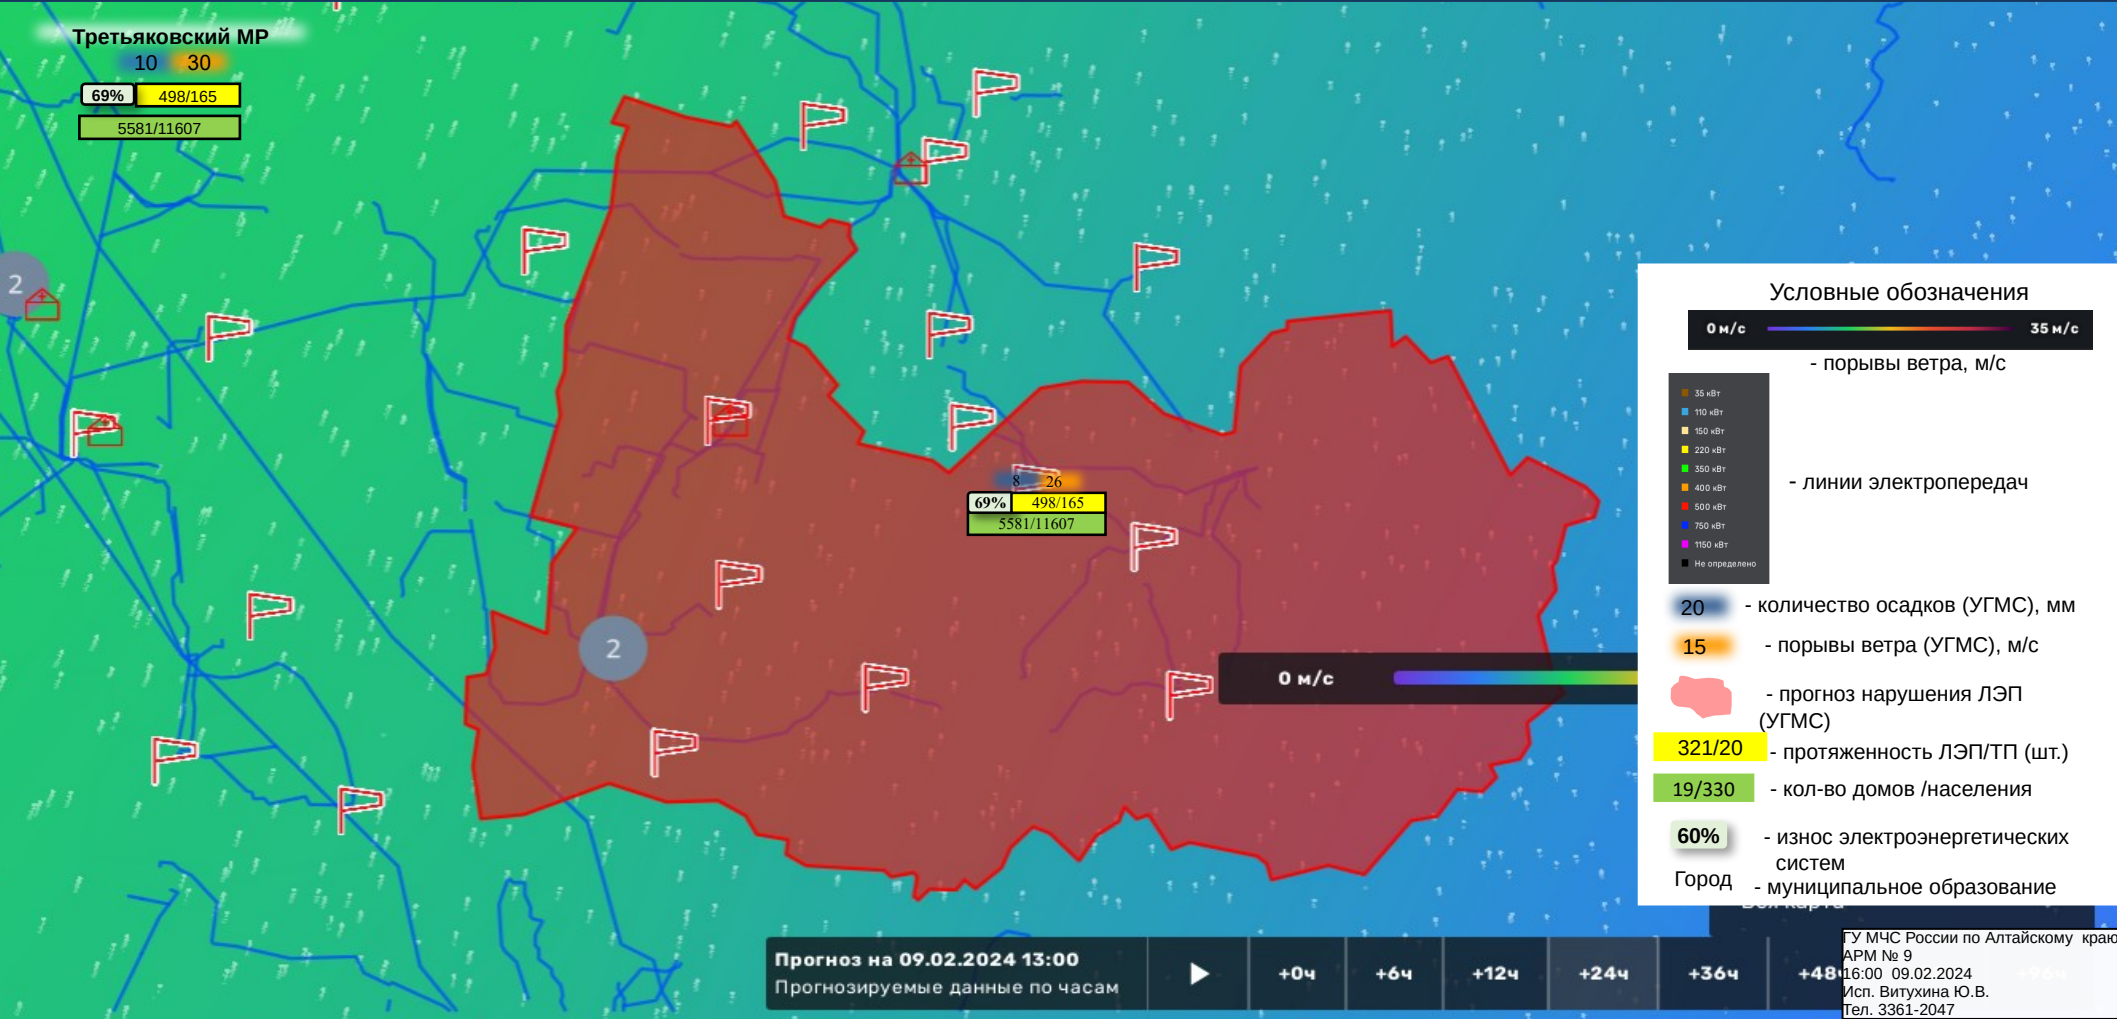 Третьяковский МР
10 30
69% 498/165
5581/11607
2
8 26
69% 498/165
5581/11607
2
0 м/с
Условные обозначения
0 м/с 35 м/с
- порывы ветра, м/с
35 кВт
110 кВт
150 кВт
220 кВт
350 кВт
400 кВт
500 кВт
750 кВт
1150 кВт
Не определено
- линии электропередач
20 - количество осадков (УГМС), мм
15 - порывы ветра (УГМС), м/с
- прогноз нарушения ЛЭП
(УГМС)
321/20 - протяженность ЛЭП/ТП (шт.)
19/330 - кол-во домов /населения
60% - износ электроэнергетических
систем
Город - муниципальное образование
Прогноз на 09.02.2024 13:00
Прогнозируемые данные по часам
+0ч +6ч +12ч +24ч +36ч +48
ГУ МЧС России по Алтайскому краю
АРМ № 9
16:00 09.02.2024
Исп. Витухина Ю.В.
Тел. 3361-2047